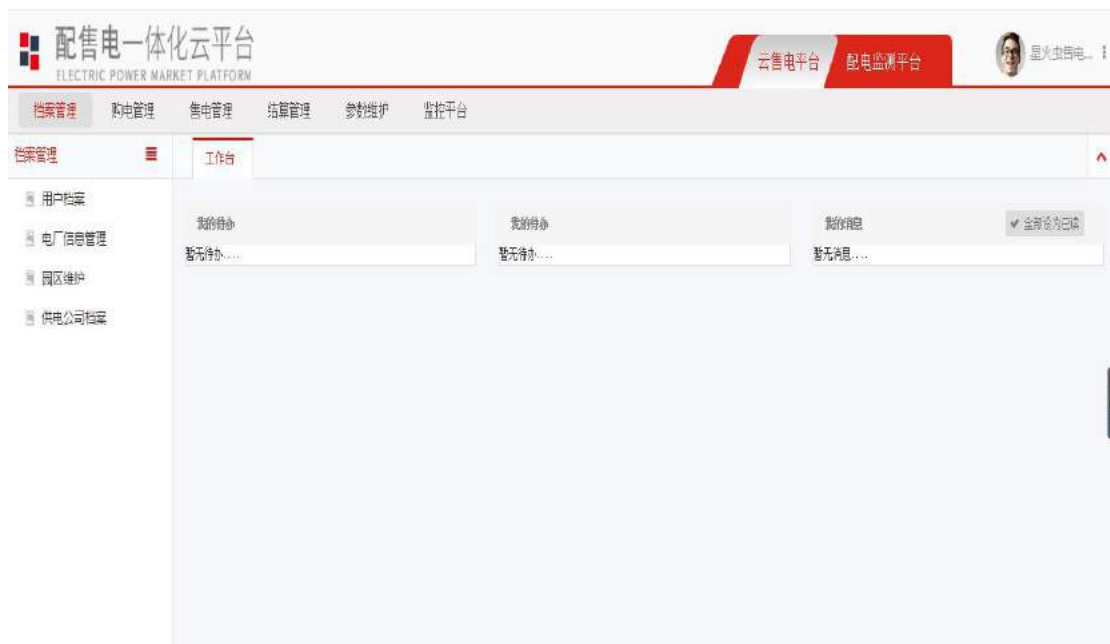 配售电一体化云平台
ELECTRIC POWER MARKET PLATFORM
云售电平台
配电监测平台
星火虫售电...
档案管理
购电管理
售电管理
结算管理
参数维护
监控平台
档案管理
工作台
用户档案
电厂信息管理
园区维护
供电公司档案
我的待办
暂无待办....
我的待办
暂无待办....
我的消息
全部设为已读
暂无消息....